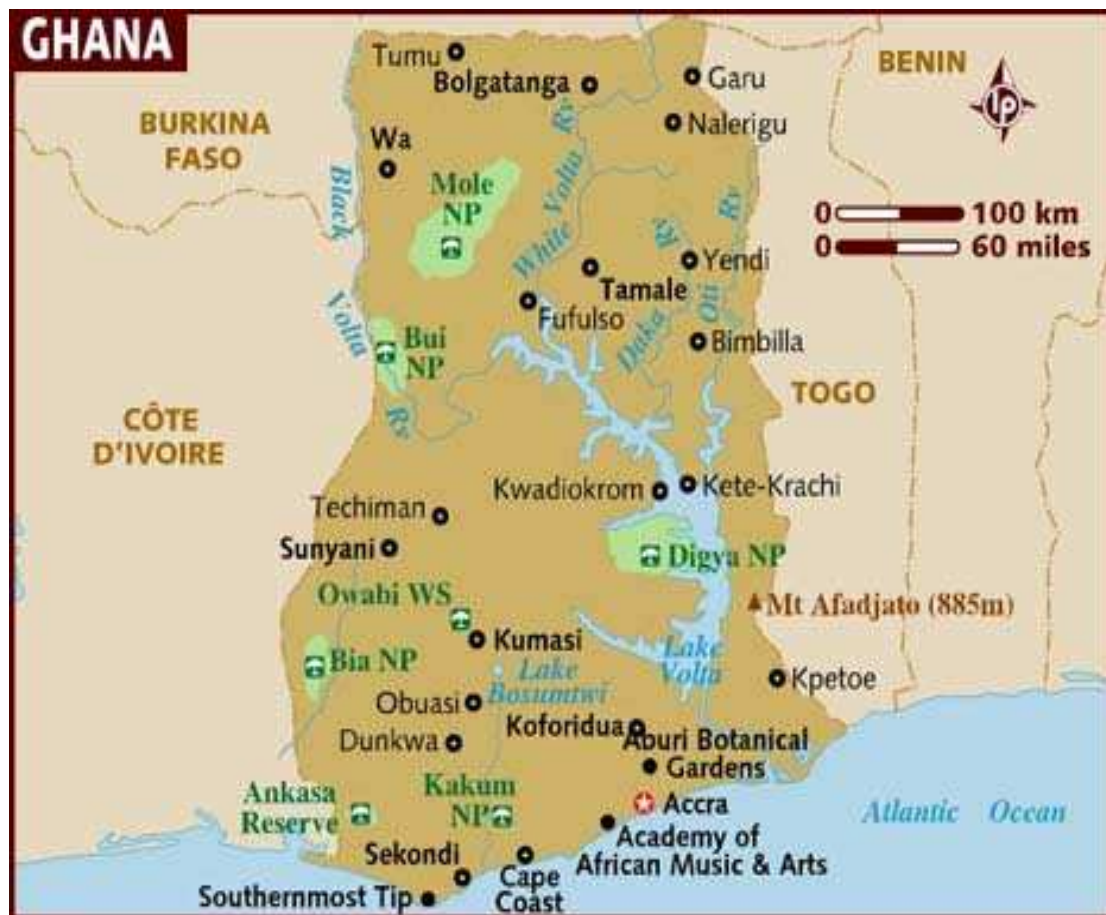 GHANA
BENIN
BURKINA
FASO
Tumu
Bolgatanga
Garu
Nalerigu
Wa
Mole
NP
Black
Volta
Rv
White Volta
Rv
LP
0 100 km
0 60 miles
Rv
Daka
Oti
Rv
Yendi
Tamale
Fufulso
Bimbilla
Bui
NP
TOGO
CÔTE
D'IVOIRE
Kwadiokrom
Kete-Krachi
Techiman
Sunyani
Digya NP
Owabi WS
Mt Afadjato (885m)
Kumasi
Bia NP
Lake
Bosumtwi
Lake
Volta
Kpetoe
Obuasi
Koforidua
Dunkwa
Aburi Botanical
Gardens
Ankasa
Reserve
Kakum
NP
Accra
Atlantic Ocean
Academy of
African Music & Arts
Sekondi
Cape
Coast
Southernmost Tip